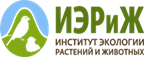 ИЭРиЖ
ИНСТИТУТ ЭКОЛОГИИ
РАСТЕНИЙ И ЖИВОТНЫХ